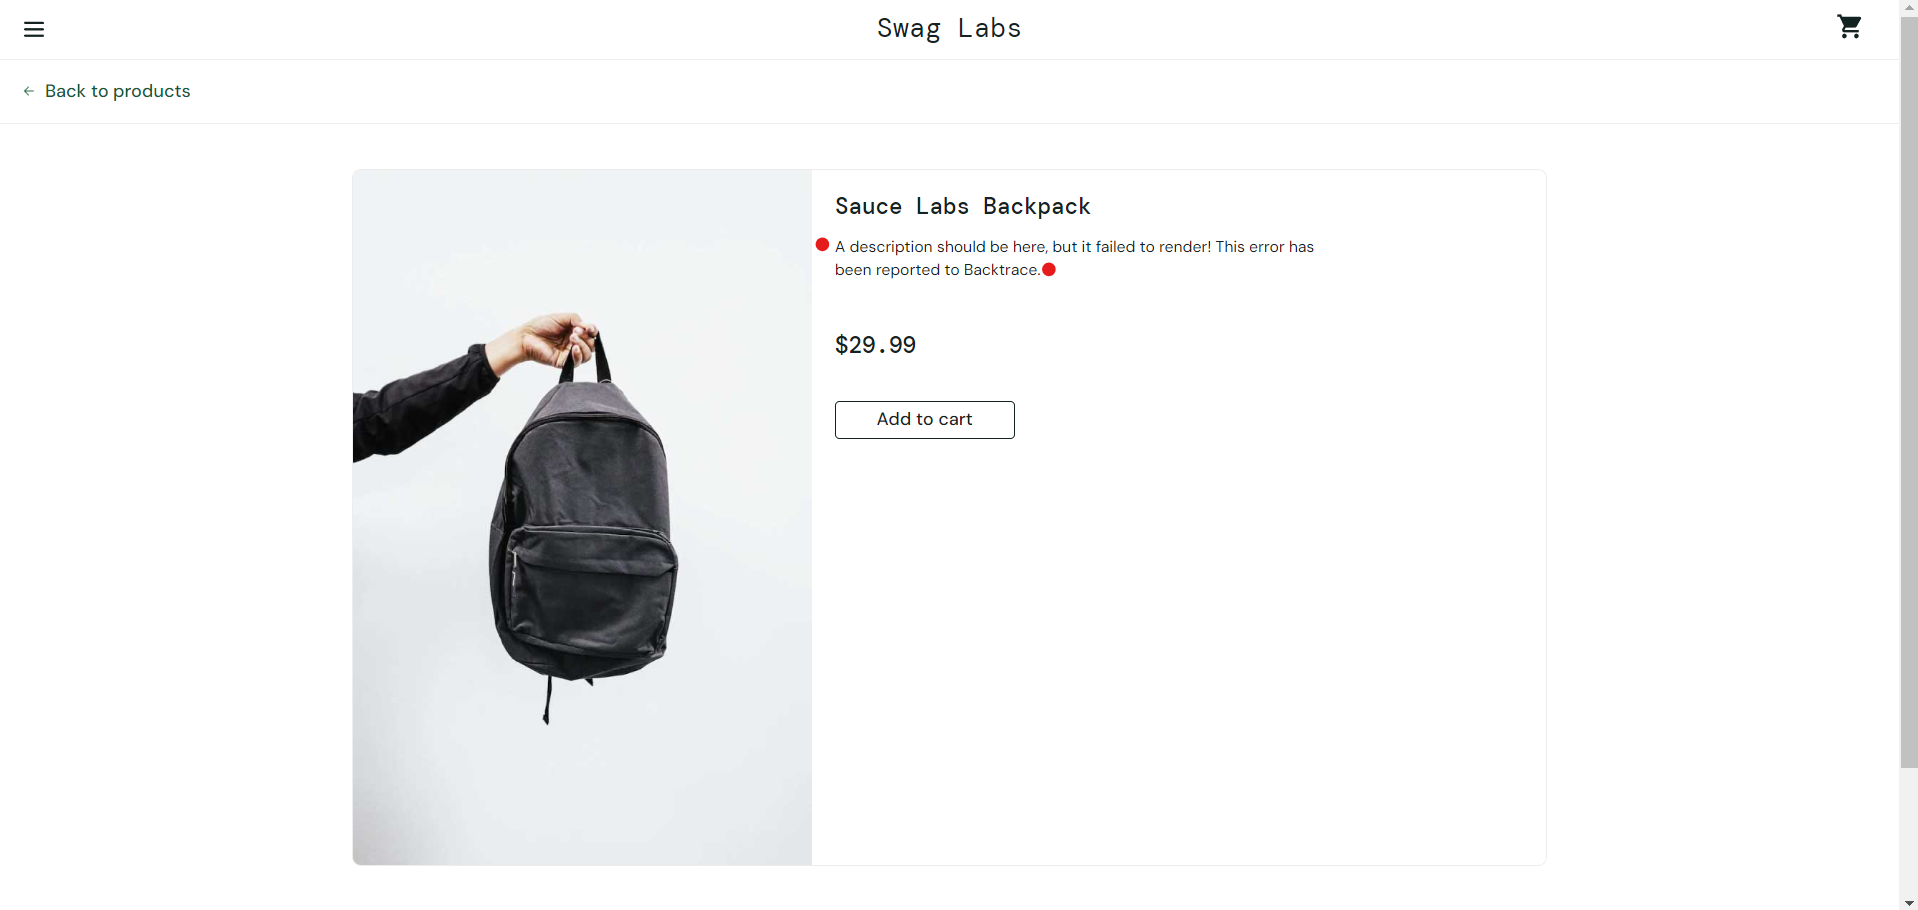 Swag Labs
Back to products
Sauce Labs Backpack
A description should be here, but it failed to render! This error has
been reported to Backtrace.
$29.99
Add to cart